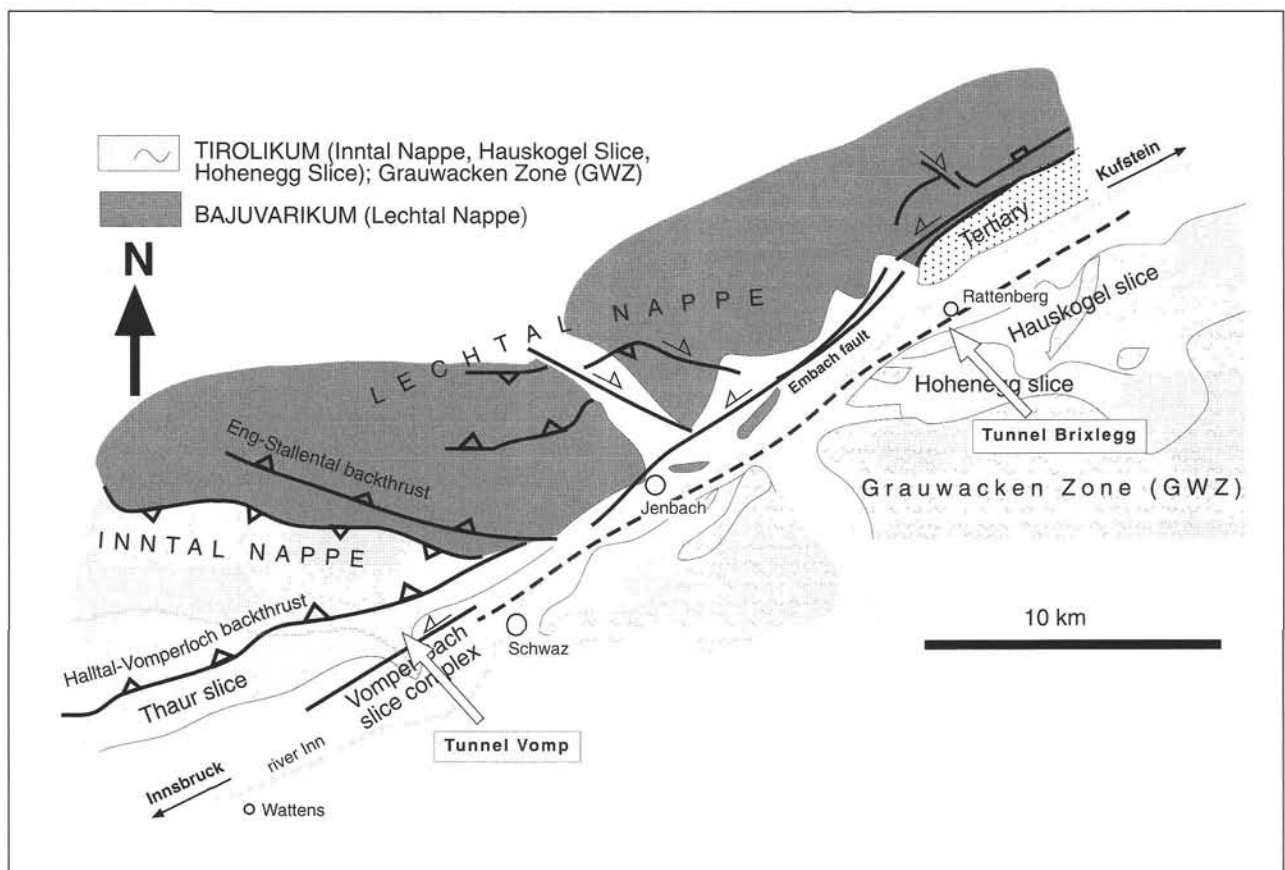 TIROLIKUM (Inntal Nappe, Hauskogel Slice,
Hohenegg Slice); Grauwacken Zone (GWZ)
BAJUVARIKUM (Lechtal Nappe)
N
Kufstein
Tertiary
Rattenberg
Hauskogel slice
LECHTAL NAPPE
Embach fault
Hohenegg slice
Tunnel Brixlegg
Eng-Stallental backthrust
Grauwacken Zone (GWZ)
Jenbach
INNTAL NAPPE
10 km
Halltal-Vomperloch backthrust
Schwaz
Thaur slice
Vomperbach
slice complex
Tunnel Vomp
river Inn
Innsbruck
Wattens